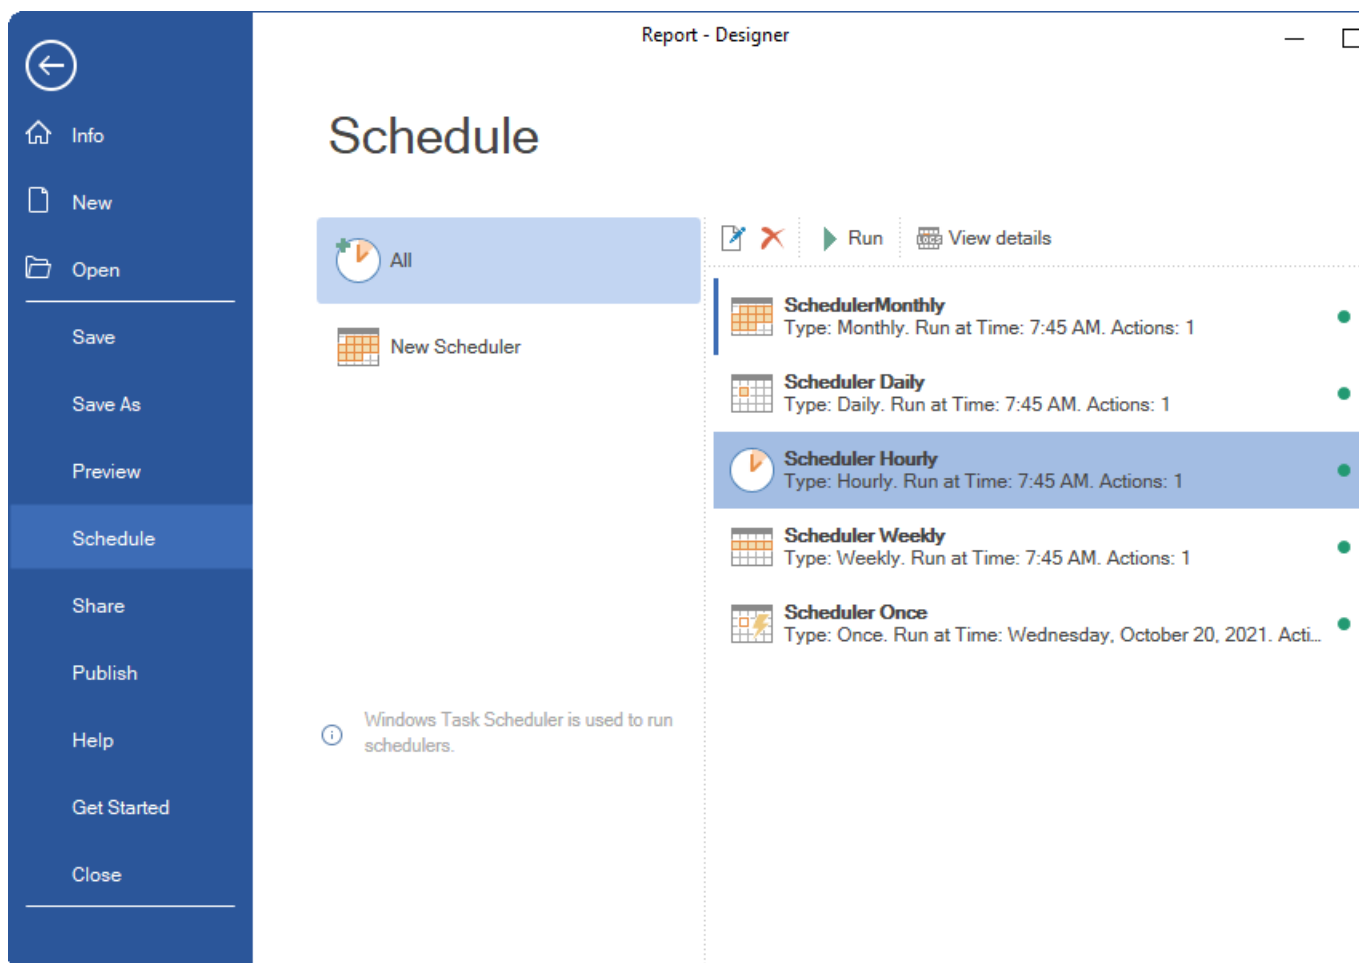 Report - Designer
Info
New
Open
Save
Save As
Preview
Schedule
Share
Publish
Help
Get Started
Close
Schedule
All
New Scheduler
Windows Task Scheduler is used to run
schedulers.
Run
View details
SchedulerMonthly
Type: Monthly. Run at Time: 7:45 AM. Actions: 1
Scheduler Daily
Type: Daily. Run at Time: 7:45 AM. Actions: 1
Scheduler Hourly
Type: Hourly. Run at Time: 7:45 AM. Actions: 1
Scheduler Weekly
Type: Weekly. Run at Time: 7:45 AM. Actions: 1
Scheduler Once
Type: Once. Run at Time: Wednesday, October 20, 2021. Acti...